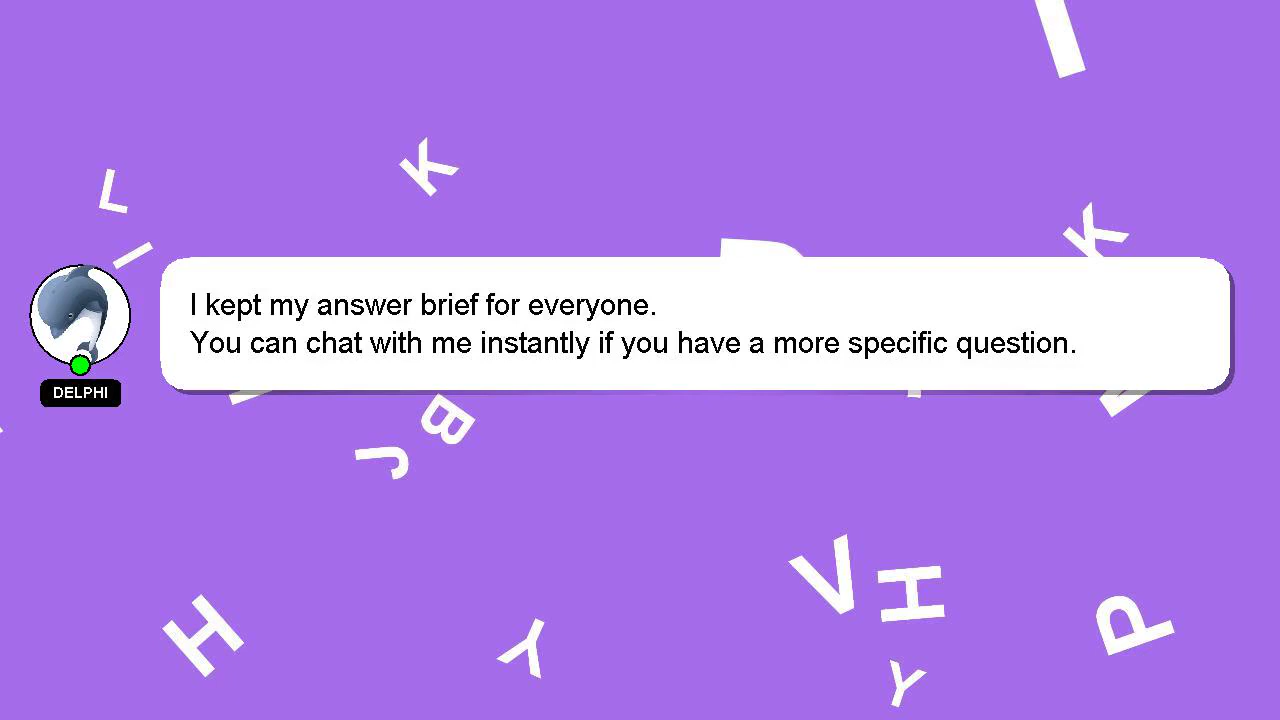 I
K
L
K
I kept my answer brief for everyone.
You can chat with me instantly if you have a more specific question.
DELPHI
B
J
V
H
H
P
Y
Y